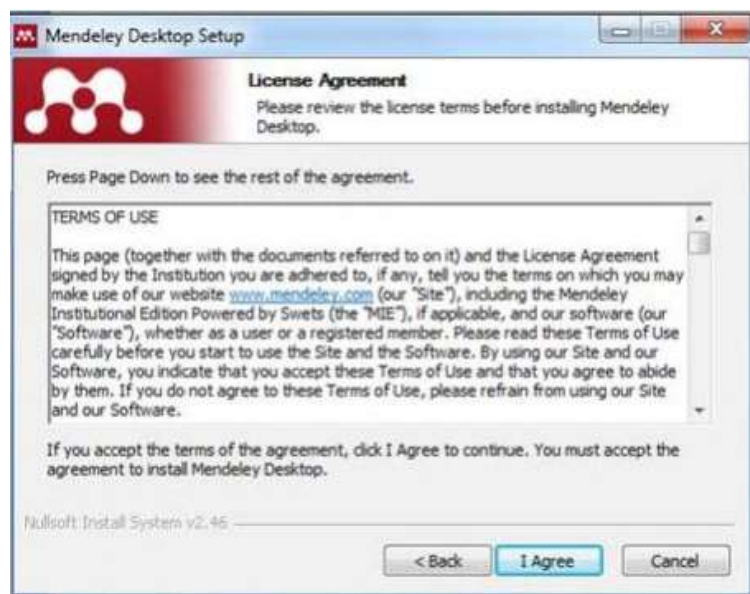 Mendeley Desktop Setup
License Agreement
Please review the license terms before installing Mendeley
Desktop.
Press Page Down to see the rest of the agreement.
TERMS OF USE
This page (together with the documents referred to on it) and the License Agreement
signed by the Institution you are adhered to, if any, tell you the terms on which you may
make use of our website www.mendeley.com (our "Site"), including the Mendeley
Institutional Edition Powered by Swets (the "MIE"), if applicable, and our software (our
"Software"), whether as a user or a registered member. Please read these Terms of Use
carefully before you start to use the Site and the Software. By using our Site and our
Software, you indicate that you accept these Terms of Use and that you agree to abide
by them. If you do not agree to these Terms of Use, please refrain from using our Site
and our Software.
If you accept the terms of the agreement, click I Agree to continue. You must accept the
agreement to install Mendeley Desktop.
Nullsoft Install System v2.46
< Back I Agree Cancel